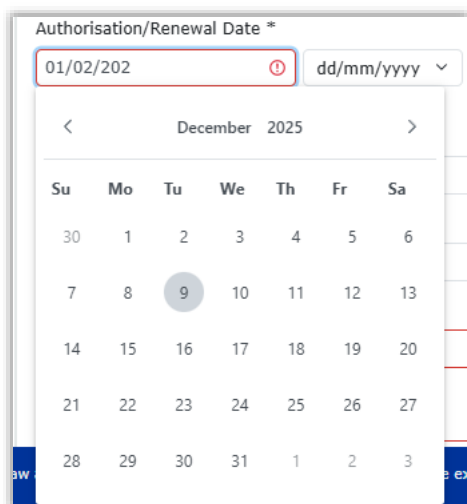 Authorisation/Renewal Date *
01/02/202 dd/mm/yyyy
December 2025
Su Mo Tu We Th Fr Sa
30 1 2 3 4 5 6
7 8 9 10 11 12 13
14 15 16 17 18 19 20
21 22 23 24 25 26 27
28 29 30 31 1 2 3
aw e ex